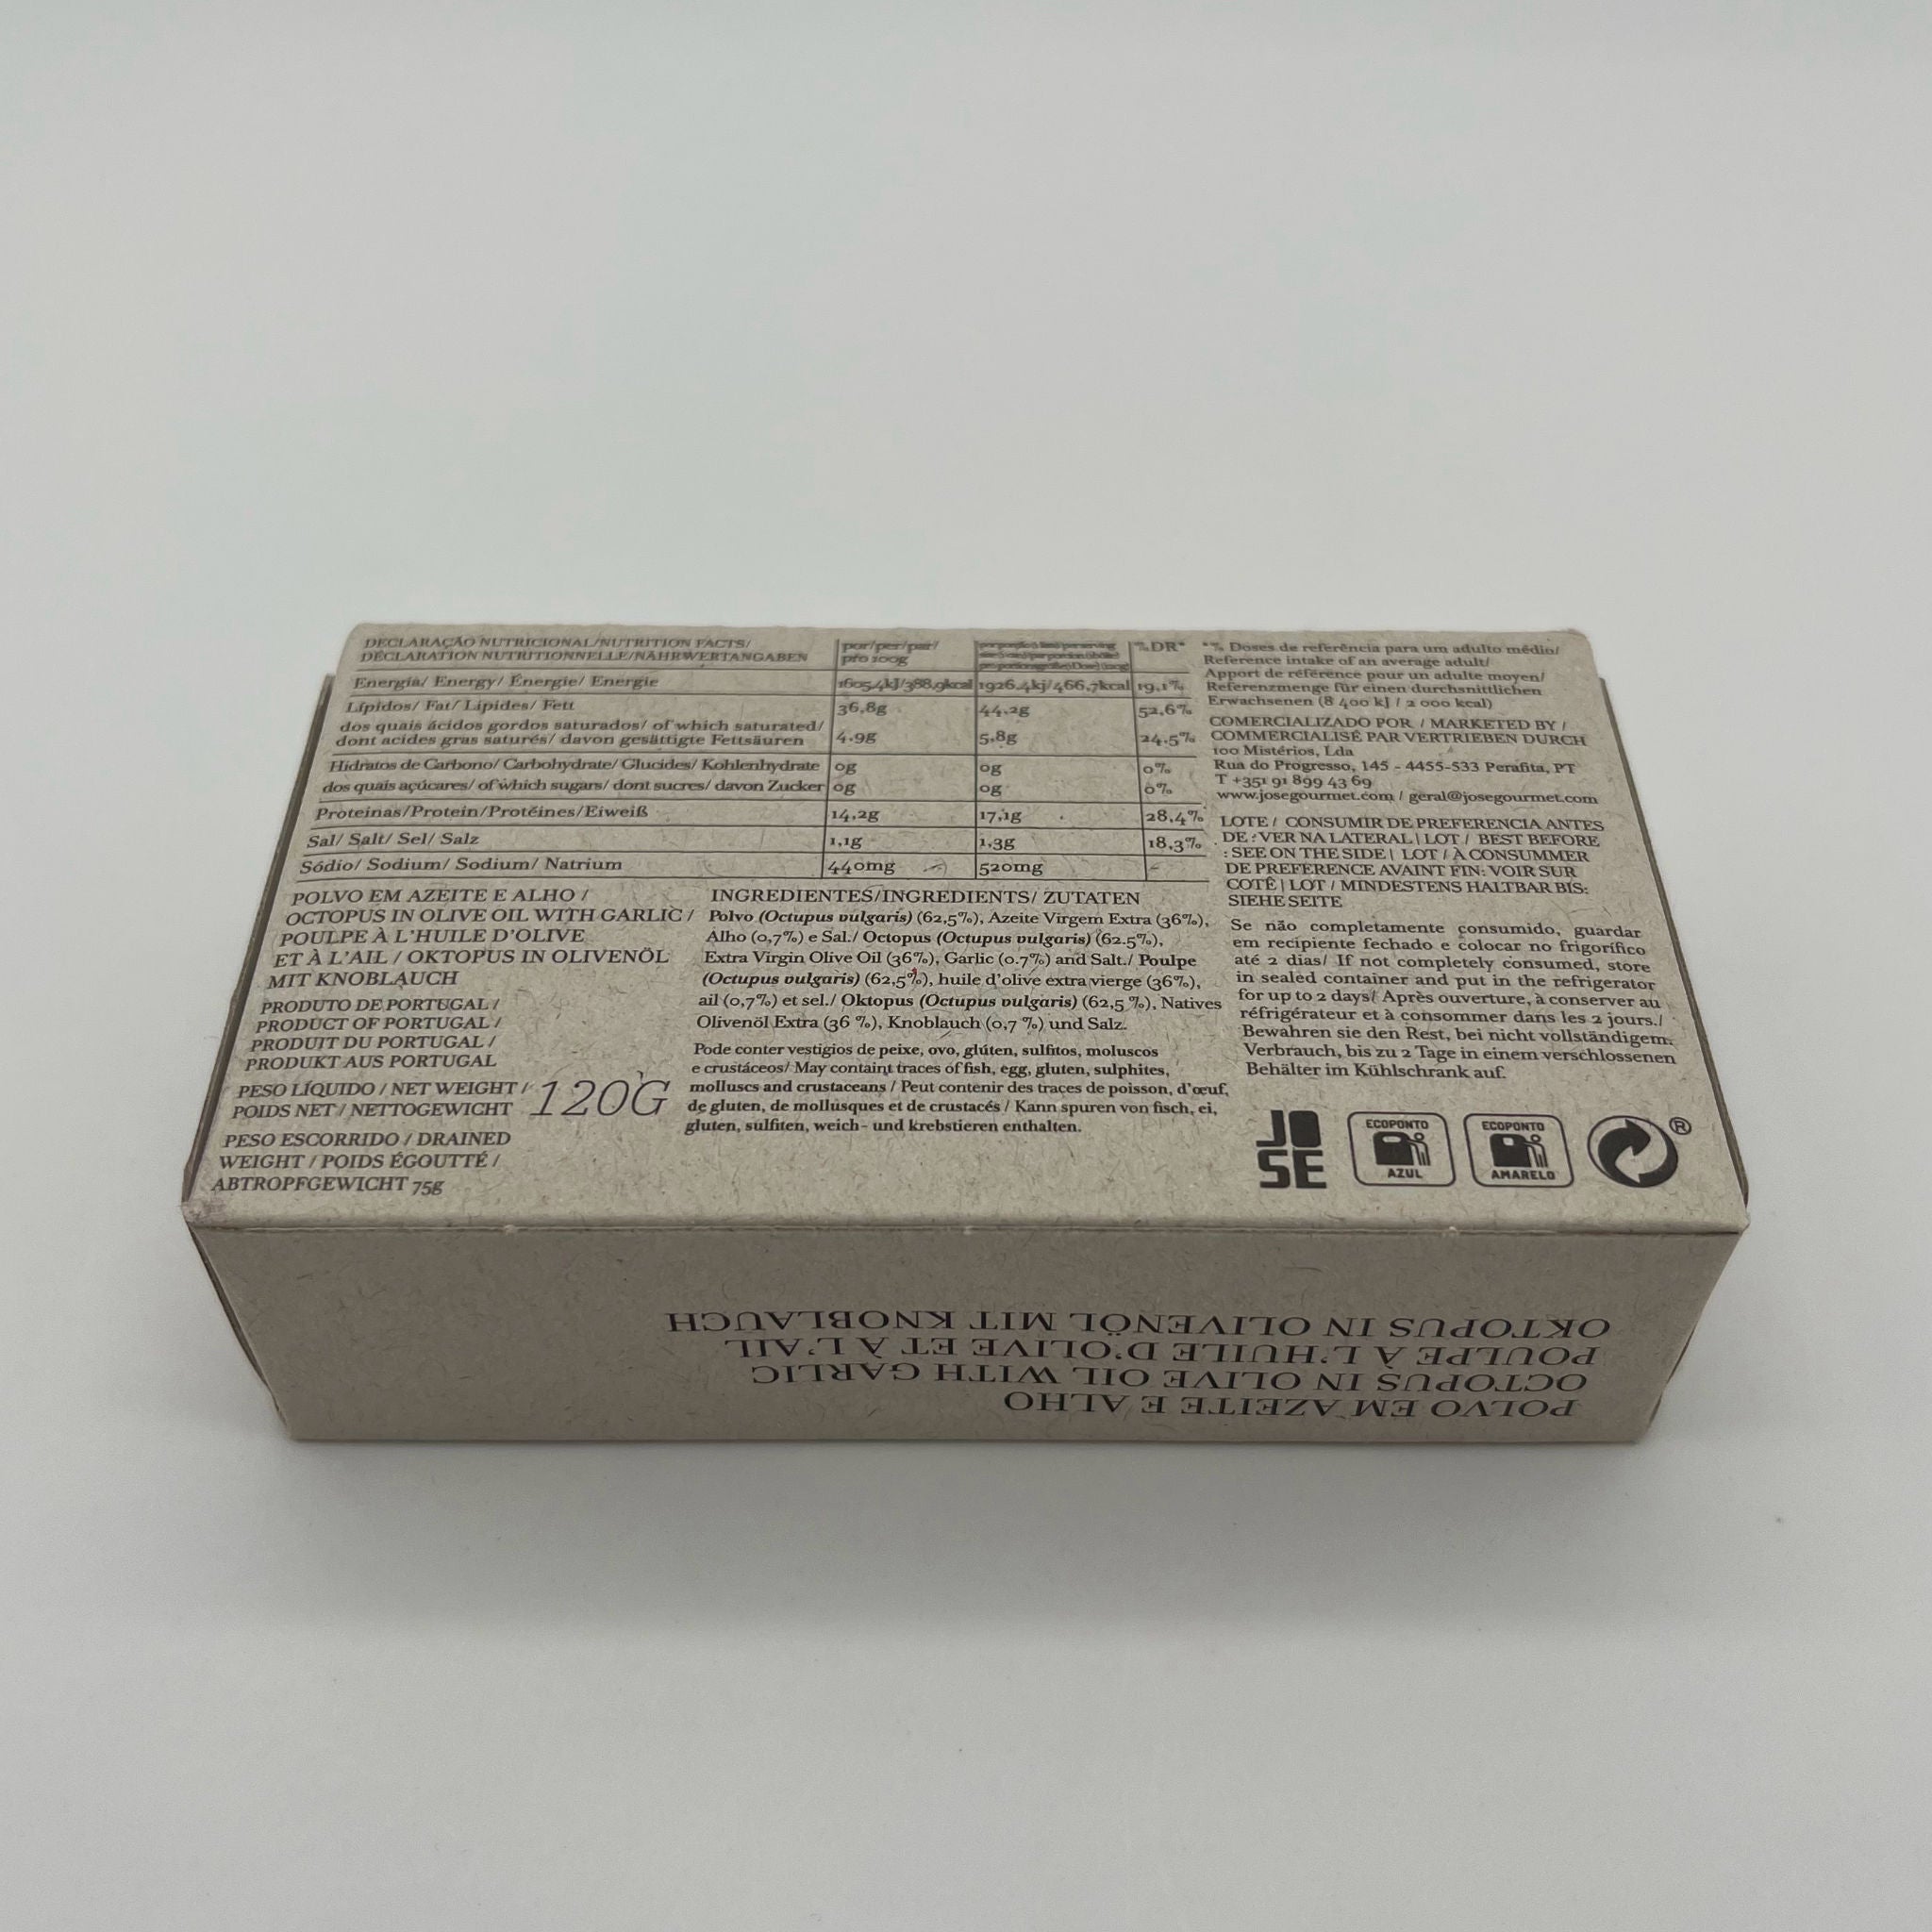 DECLARAÇÃO NUTRICIONAL/NUTRITION FACTS/
DÉCLARATION NUTRITIONNELLE/NÄHRWERTANGABEN
por/per/par/
pro 100g
%DR*
Energia/ Energy/ Énergie/ Energie 1605,4kJ/388,9kcal 1926,4kj/466,7kcal 19,1%
Lípidos/ Fat/ Lipides/ Fett 36,8g 44,2g 52,6%
dos quais ácidos gordos saturados/ of which saturated/
dont acides gras saturés/ davon gesättigte Fettsäuren 4,9g 5,8g 24,5%
Hidratos de Carbono/ Carbohydrate/ Glucides/ Kohlenhydrate 0g 0g 0%
dos quais açúcares/ of which sugars/ dont sucres/ davon Zucker 0g 0g 0%
Proteinas/Protein/Protéines/Eiweiß 14,2g 17,1g 28,4%
Sal/ Salt/ Sel/ Salz 1,1g 1,3g 18,3%
Sódio/ Sodium/ Sodium/ Natrium 440mg 520mg -
*% Doses de referência para um adulto médio/
Reference intake of an average adult/
Apport de référence pour un adulte moyen/
Referenzmenge für einen durchsnittlichen
Erwachsenen (8 400 kJ / 2 000 kcal)
COMERCIALIZADO POR / MARKETED BY /
COMMERCIALISÉ PAR VERTRIEBEN DURCH
100 Mistérios, Lda
Rua do Progresso, 145 - 4455-533 Perafita, PT
T +351 91 899 43 69
www.josegourmet.com / geral@josegourmet.com
LOTE / CONSUMIR DE PREFERENCIA ANTES
DE : VER NA LATERAL | LOT / BEST BEFORE
: SEE ON THE SIDE | LOT / À CONSUMMER
DE PREFERENCE AVAINT FIN: VOIR SUR
COTÊ | LOT / MINDESTENS HALTBAR BIS:
SIEHE SEITE
Se não completamente consumido, guardar
em recipiente fechado e colocar no frigorífico
até 2 dias/ If not completely consumed, store
in sealed container and put in the refrigerator
for up to 2 days/ Après ouverture, à conserver au
réfrigérateur et à consommer dans les 2 jours./
Bewahren sie den Rest, bei nicht vollständigem
Verbrauch, bis zu 2 Tage in einem verschlossenen
Behälter im Kühlschrank auf.
POLVO EM AZEITE E ALHO /
OCTOPUS IN OLIVE OIL WITH GARLIC /
POULPE À L'HUILE D'OLIVE
ET À L'AIL / OKTOPUS IN OLIVENÖL
MIT KNOBLAUCH
PRODUTO DE PORTUGAL /
PRODUCT OF PORTUGAL /
PRODUIT DU PORTUGAL /
PRODUKT AUS PORTUGAL
PESO LÍQUIDO / NET WEIGHT /
POIDS NET / NETTOGEWICHT 120G
PESO ESCORRIDO / DRAINED
WEIGHT / POIDS ÉGOUTTÉ /
ABTROPFGEWICHT 75g
INGREDIENTES/INGREDIENTS/ ZUTATEN
Polvo (Octupus vulgaris) (62,5%), Azeite Virgem Extra (36%),
Alho (0,7%) e Sal./ Octopus (Octupus vulgaris) (62.5%),
Extra Virgin Olive Oil (36%), Garlic (0.7%) and Salt./ Poulpe
(Octupus vulgaris) (62,5%), huile d'olive extra vierge (36%),
ail (0,7%) et sel./ Oktopus (Octupus vulgaris) (62,5 %), Natives
Olivenöl Extra (36 %), Knoblauch (0,7 %) und Salz.
Pode conter vestigios de peixe, ovo, glúten, sulfitos, moluscos
e crustáceos/ May containt traces of fish, egg, gluten, sulphites,
molluscs and crustaceans / Peut contenir des traces de poisson, d'œuf,
de gluten, de mollusques et de crustacés / Kann spuren von fisch, ei,
gluten, sulfiten, weich- und krebstieren enthalten.
JOSE
ECOPONTO
AZUL
ECOPONTO
AMARELO
®
POLVO EM AZEITE E ALHO
OCTOPUS IN OLIVE OIL WITH GARLIC
POULPE À L'HUILE D'OLIVE ET À L'AIL
OKTOPUS IN OLIVENÖL MIT KNOBLAUCH